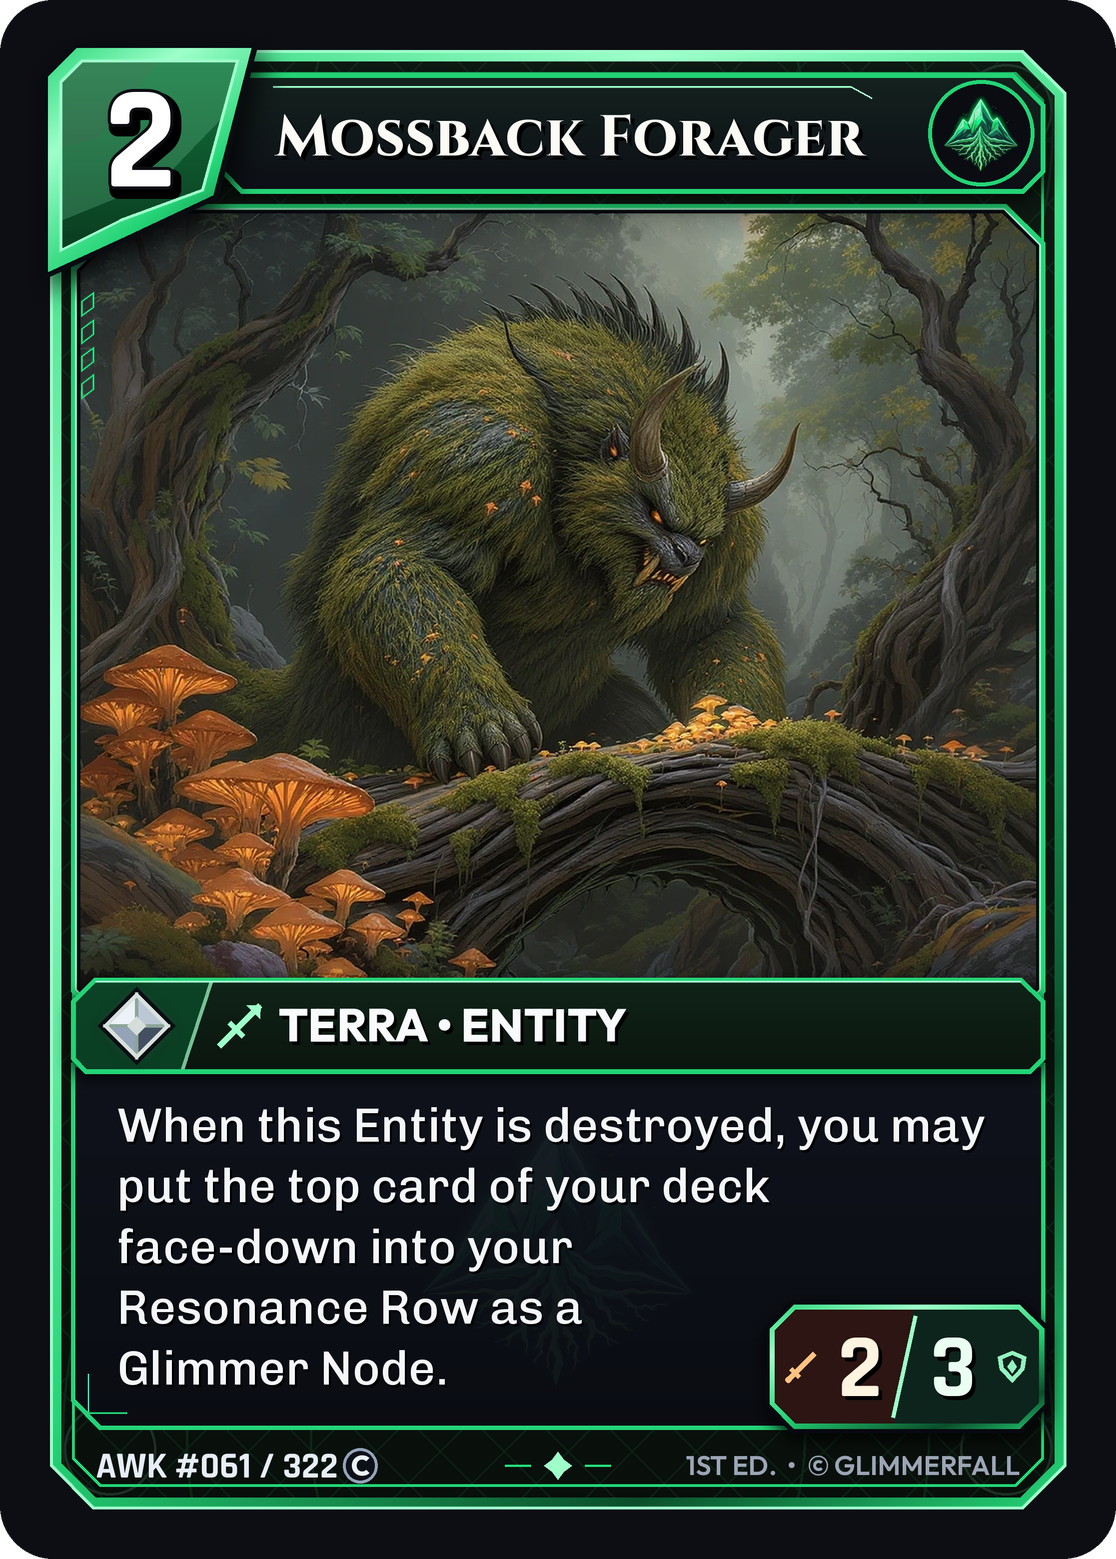 2
MOSSBACK FORAGER
TERRA • ENTITY
When this Entity is destroyed, you may
put the top card of your deck
face-down into your
Resonance Row as a
Glimmer Node.
2 / 3
AWK #061 / 322 Ⓒ
1ST ED. • © GLIMMERFALL